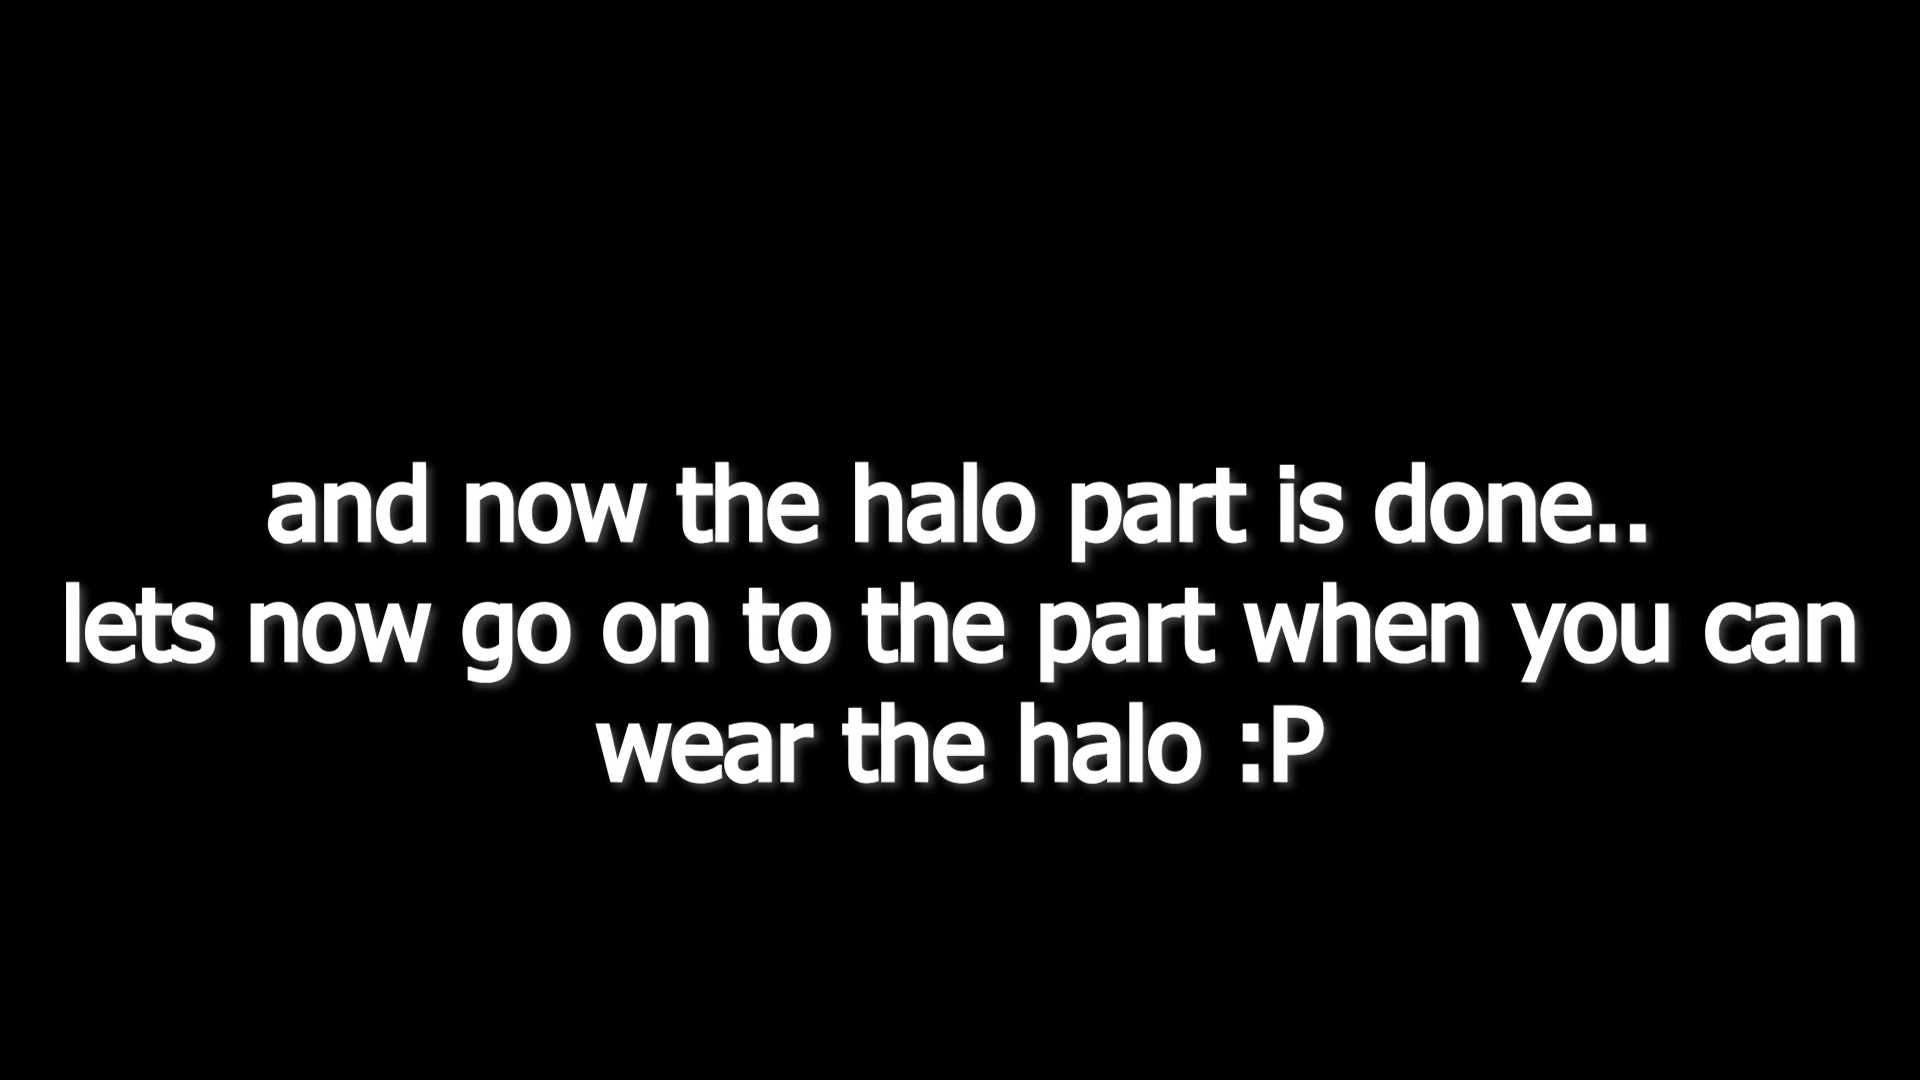 and now the halo part is done..
lets now go on to the part when you can
wear the halo :P